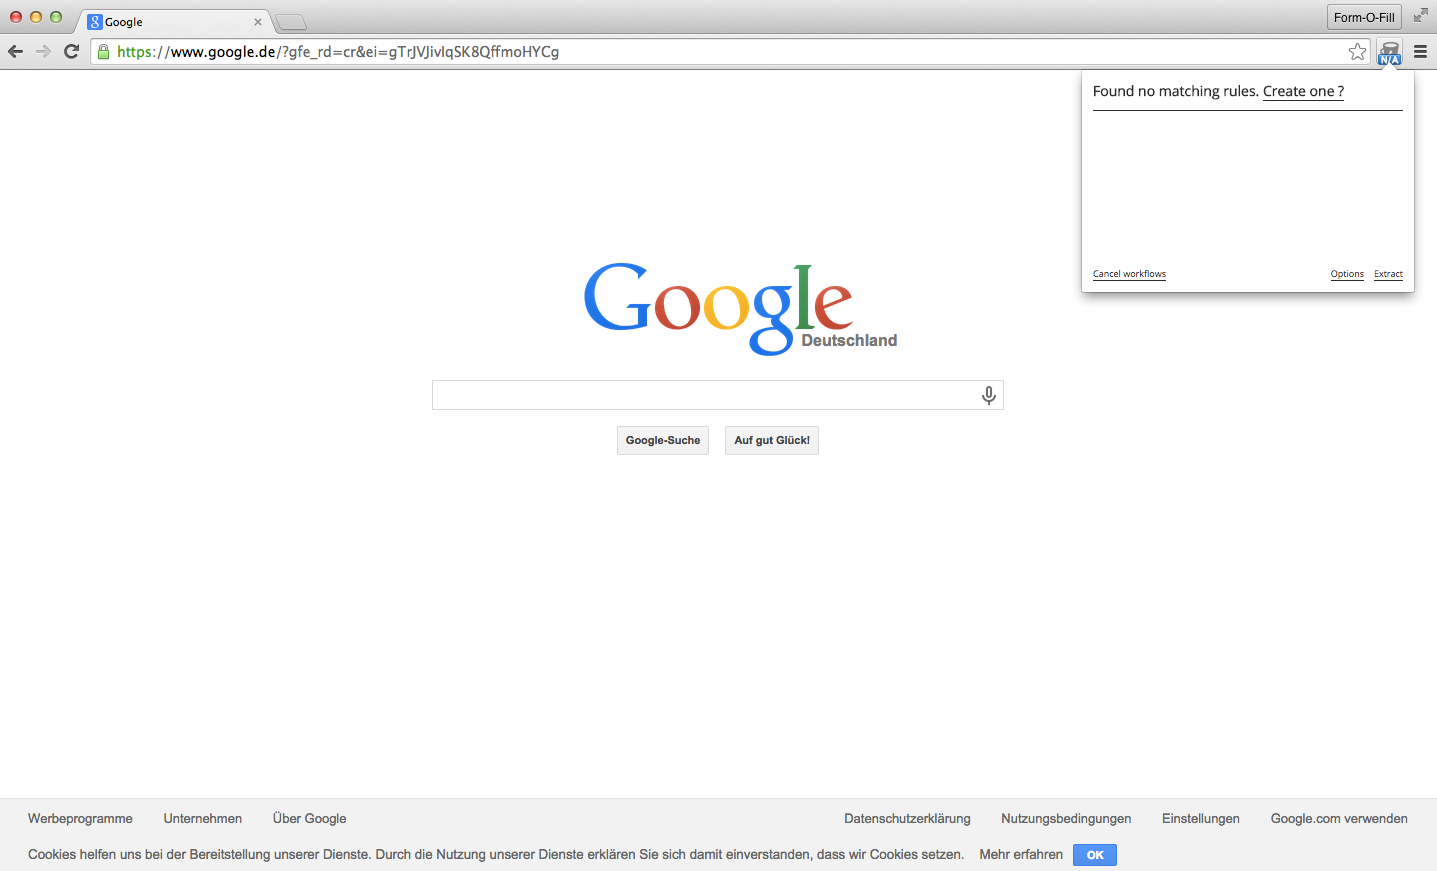 Google
Form-O-Fill
https://www.google.de/?gfe_rd=cr&ei=gTrJVJivIqSK8QffmoHYCg
N/A
Found no matching rules. Create one ?
Cancel workflows
Options
Extract
Google
Deutschland
Google-Suche
Auf gut Glück!
Werbeprogramme
Unternehmen
Über Google
Datenschutzerklärung
Nutzungsbedingungen
Einstellungen
Google.com verwenden
Cookies helfen uns bei der Bereitstellung unserer Dienste. Durch die Nutzung unserer Dienste erklären Sie sich damit einverstanden, dass wir Cookies setzen.
Mehr erfahren
OK